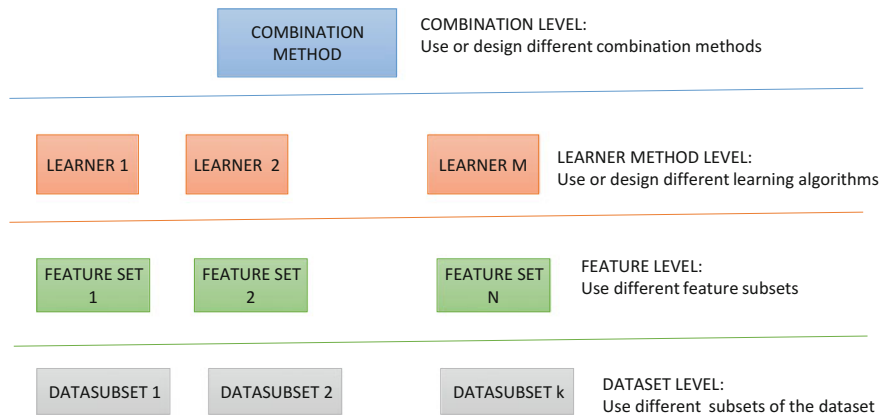 COMBINATION
METHOD
COMBINATION LEVEL:
Use or design different combination methods
LEARNER 1
LEARNER 2
LEARNER M
LEARNER METHOD LEVEL:
Use or design different learning algorithms
FEATURE SET
1
FEATURE SET
2
FEATURE SET
N
FEATURE LEVEL:
Use different feature subsets
DATASUBSET 1
DATASUBSET 2
DATASUBSET k
DATASET LEVEL:
Use different subsets of the dataset